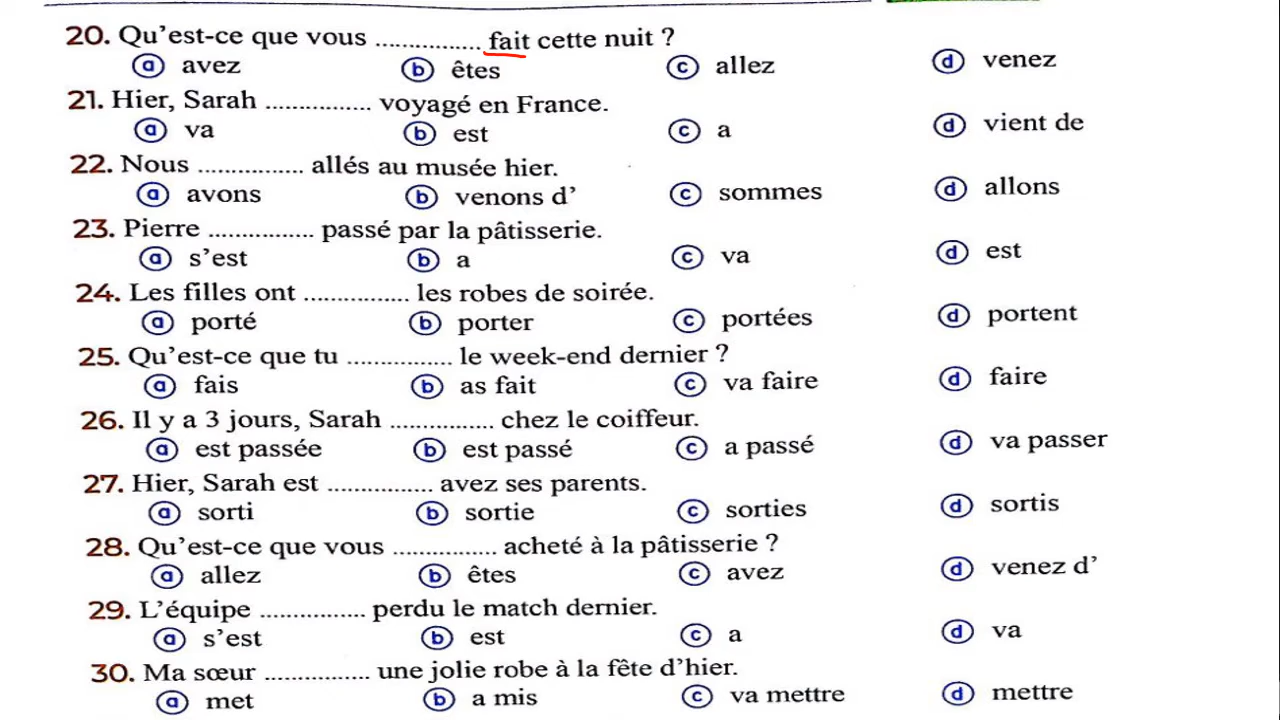 20. Qu'est-ce que vous ................ fait cette nuit ?
ⓐ avez ⓑ êtes ⓒ allez ⓓ venez
21. Hier, Sarah ................ voyagé en France.
ⓐ va ⓑ est ⓒ a ⓓ vient de
22. Nous ................ allés au musée hier.
ⓐ avons ⓑ venons d' ⓒ sommes ⓓ allons
23. Pierre ................ passé par la pâtisserie.
ⓐ s'est ⓑ a ⓒ va ⓓ est
24. Les filles ont ................ les robes de soirée.
ⓐ porté ⓑ porter ⓒ portées ⓓ portent
25. Qu'est-ce que tu ................ le week-end dernier ?
ⓐ fais ⓑ as fait ⓒ va faire ⓓ faire
26. Il y a 3 jours, Sarah ................ chez le coiffeur.
ⓐ est passée ⓑ est passé ⓒ a passé ⓓ va passer
27. Hier, Sarah est ................ avez ses parents.
ⓐ sorti ⓑ sortie ⓒ sorties ⓓ sortis
28. Qu'est-ce que vous ................ acheté à la pâtisserie ?
ⓐ allez ⓑ êtes ⓒ avez ⓓ venez d'
29. L'équipe ................ perdu le match dernier.
ⓐ s'est ⓑ est ⓒ a ⓓ va
30. Ma sœur ................ une jolie robe à la fête d'hier.
ⓐ met ⓑ a mis ⓒ va mettre ⓓ mettre